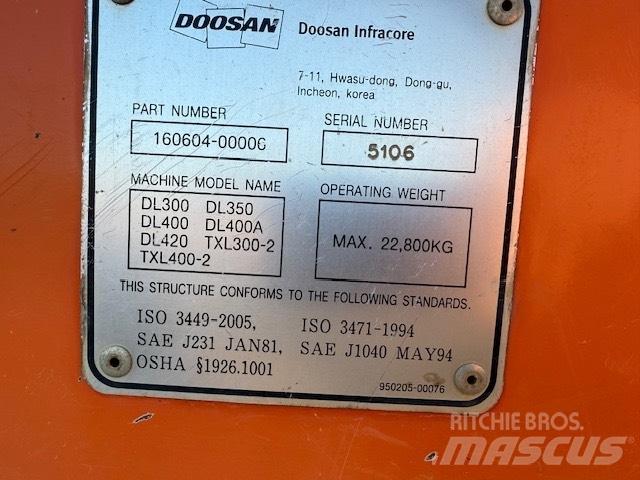 DOOSAN Doosan Infracore
7-11, Hwasu-dong, Dong-gu,
Incheon, korea
PART NUMBER
160604-00006
SERIAL NUMBER
5106
MACHINE MODEL NAME
DL300 DL350
DL400 DL400A
DL420 TXL300-2
TXL400-2
OPERATING WEIGHT
MAX. 22,800KG
THIS STRUCTURE CONFORMS TO THE FOLLOWING STANDARDS.
ISO 3449-2005, ISO 3471-1994
SAE J231 JAN81, SAE J1040 MAY94
OSHA §1926.1001
950205-00076
RITCHIE BROS.
MASCUS